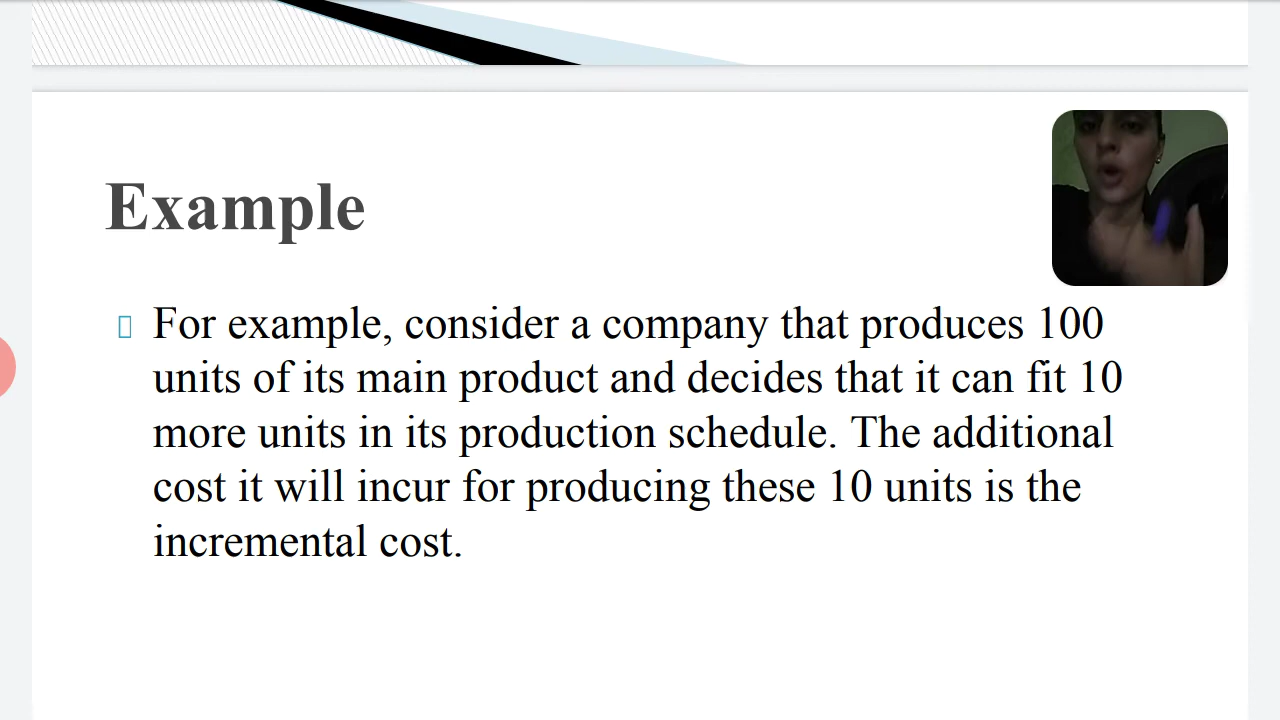 Example
For example, consider a company that produces 100
units of its main product and decides that it can fit 10
more units in its production schedule. The additional
cost it will incur for producing these 10 units is the
incremental cost.